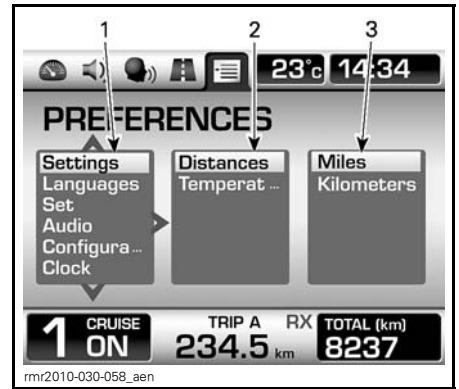 1 2 3
23°c 14:34
PREFERENCES
Settings Distances Miles
Languages Temperat ... Kilometers
Set
Audio
Configura ...
Clock
1 CRUISE ON TRIP A 234.5 km RX TOTAL (km) 8237
rmr2010-030-058_aen